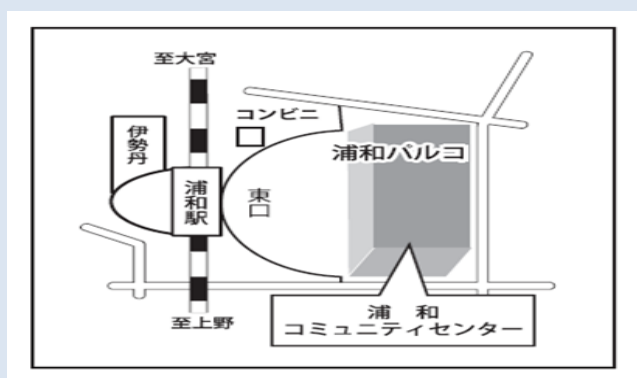 至大宮
コンビニ
伊勢丹
浦和パルコ
浦和駅
東口
至上野
浦 和
コミュニティセンター